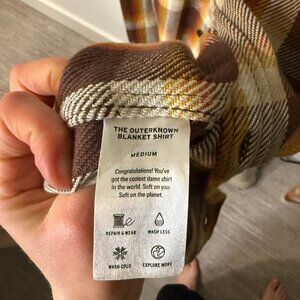 THE OUTERKNOWN
BLANKET SHIRT
MEDIUM
Congratulations! You've
got the coziest damn shirt
in the world. Soft on you.
Soft on the planet.
REPAIR & WEAR
WASH LESS
WASH COLD
EXPLORE MORE